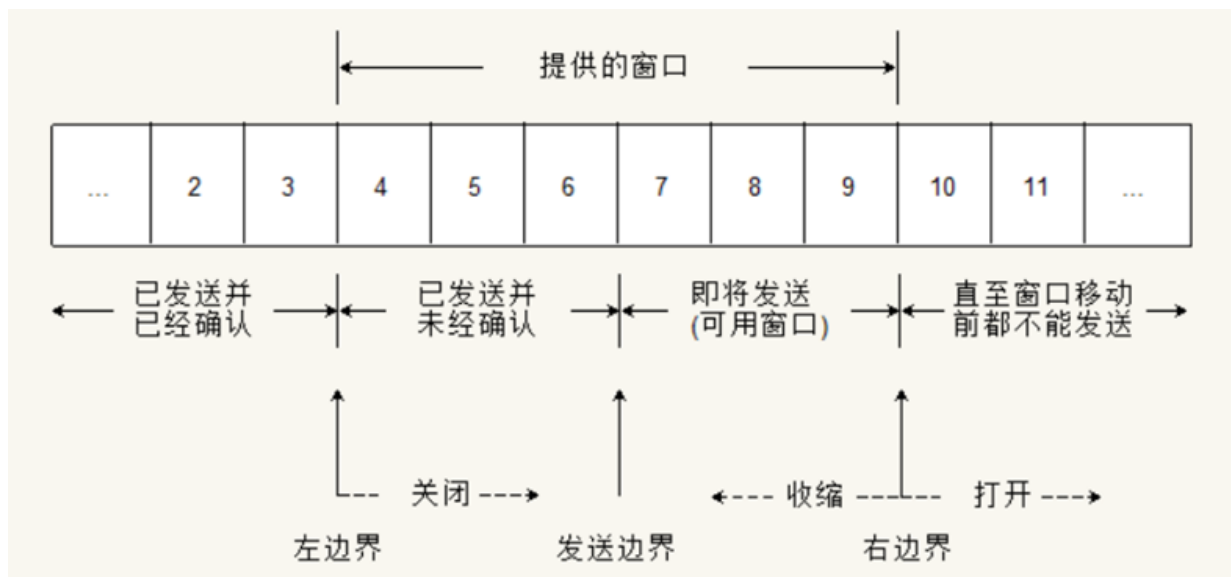 提供的窗口
... 2 3 4 5 6 7 8 9 10 11 ...
已发送并 已发送并 即将发送 直至窗口移动
已经确认 未经确认 (可用窗口) 前都不能发送
关闭 收缩 打开
左边界 发送边界 右边界